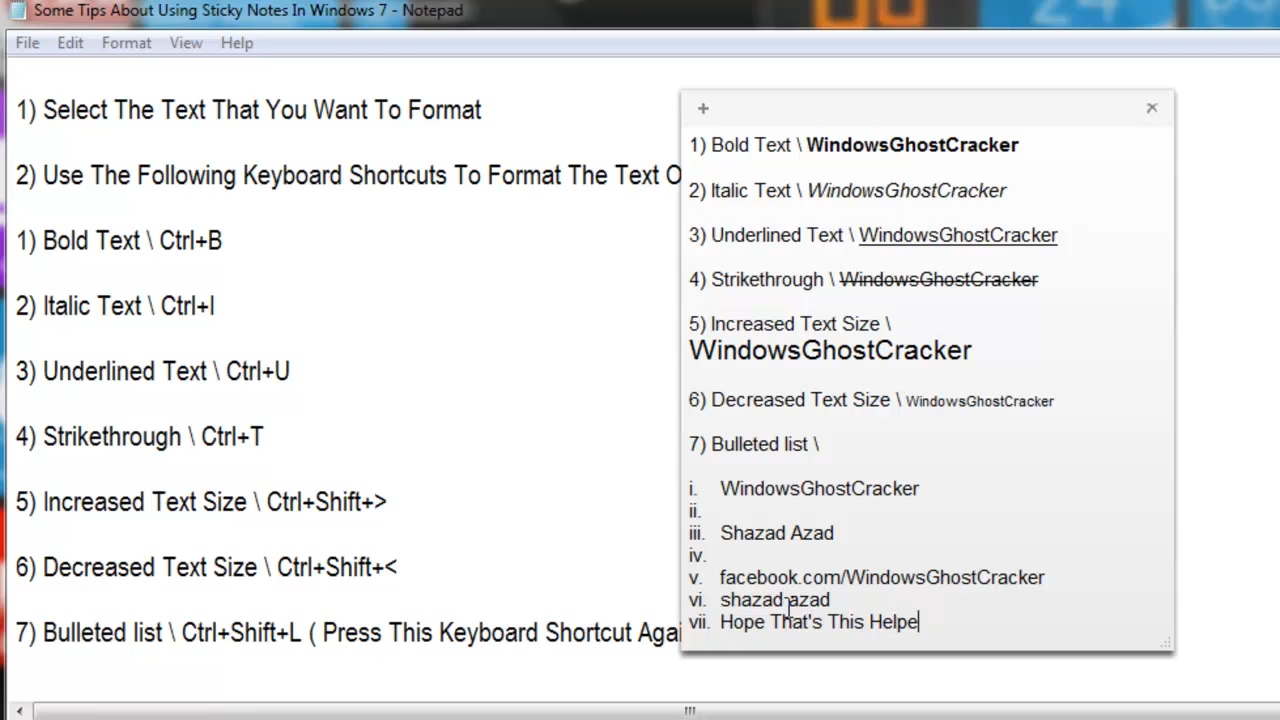 Some Tips About Using Sticky Notes In Windows 7 - Notepad
File Edit Format View Help
1) Select The Text That You Want To Format
2) Use The Following Keyboard Shortcuts To Format The Text O
1) Bold Text \ Ctrl+B
2) Italic Text \ Ctrl+I
3) Underlined Text \ Ctrl+U
4) Strikethrough \ Ctrl+T
5) Increased Text Size \ Ctrl+Shift+>
6) Decreased Text Size \ Ctrl+Shift+<
7) Bulleted list \ Ctrl+Shift+L ( Press This Keyboard Shortcut Agai
1) Bold Text \ WindowsGhostCracker
2) Italic Text \ WindowsGhostCracker
3) Underlined Text \ WindowsGhostCracker
4) Strikethrough \ WindowsGhostCracker
5) Increased Text Size \
WindowsGhostCracker
6) Decreased Text Size \ WindowsGhostCracker
7) Bulleted list \
i. WindowsGhostCracker
ii.
iii. Shazad Azad
iv.
v. facebook.com/WindowsGhostCracker
vi. shazad azad
vii. Hope That's This Helpe